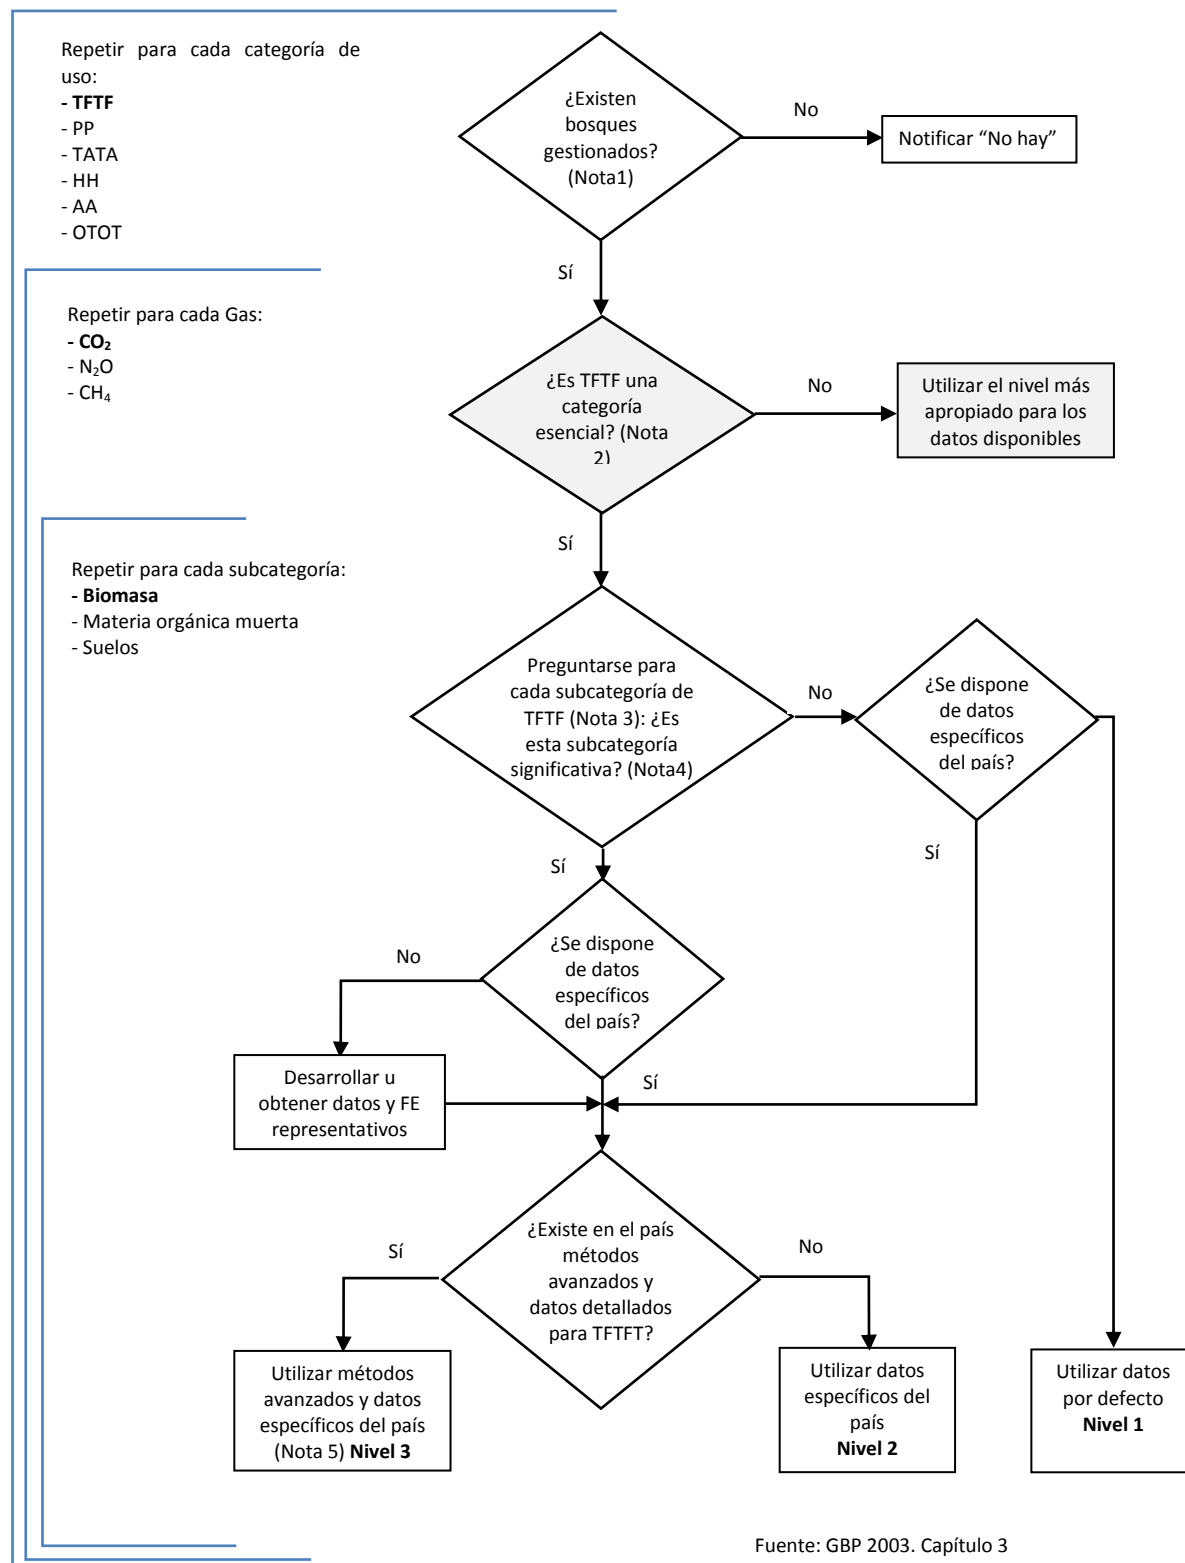 Repetir para cada categoría de
uso:
- TFTF
- PP
- TATA
- HH
- AA
- OTOT
¿Existen
bosques
gestionados?
(Nota1)
No
Notificar “No hay”
Sí
Repetir para cada Gas:
- CO₂
- N₂O
- CH₄
¿Es TFTF una
categoría
esencial? (Nota
2)
No
Utilizar el nivel más
apropiado para los
datos disponibles
Sí
Repetir para cada subcategoría:
- Biomasa
- Materia orgánica muerta
- Suelos
Preguntarse para
cada subcategoría de
TFTF (Nota 3): ¿Es
esta subcategoría
significativa? (Nota4)
No
¿Se dispone
de datos
específicos
del país?
Sí
Sí
¿Se dispone
de datos
específicos
del país?
No
Desarrollar u
obtener datos y FE
representativos
Sí
¿Existe en el país
métodos
avanzados y
datos detallados
para TFTFT?
Sí
No
Utilizar métodos
avanzados y datos
específicos del país
(Nota 5) Nivel 3
Utilizar datos
específicos del
país
Nivel 2
Utilizar datos
por defecto
Nivel 1
Fuente: GBP 2003. Capítulo 3